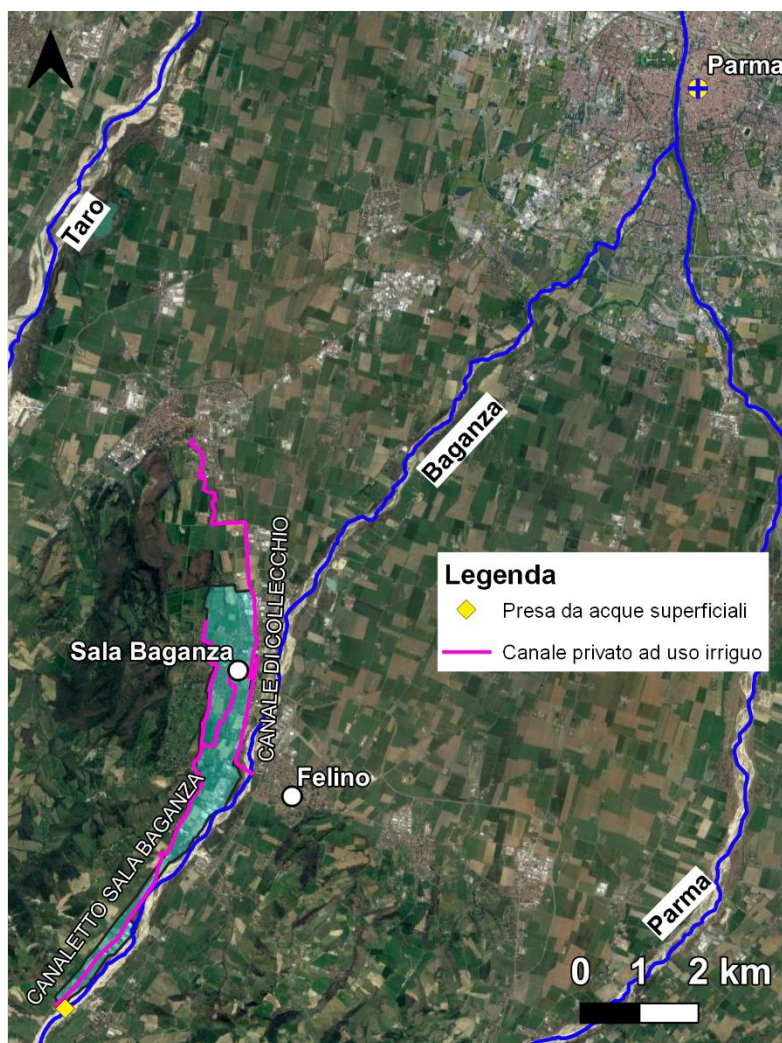 Parma
Taro
Baganza
CANALE DI COLLECCHIO
Legenda
Presa da acque superficiali
Canale privato ad uso irriguo
Sala Baganza
Felino
CANALETTO SALA BAGANZA
Parma
0 1 2 km